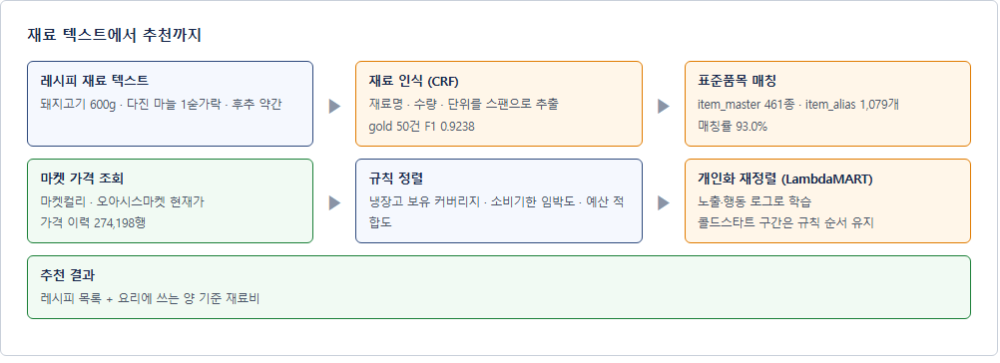 재료 텍스트에서 추천까지
레시피 재료 텍스트
돼지고기 600g · 다진 마늘 1숟가락 · 후추 약간
재료 인식 (CRF)
재료명 · 수량 · 단위를 스팬으로 추출
gold 50건 F1 0.9238
표준품목 매칭
item_master 461종 · item_alias 1,079개
매칭률 93.0%
마켓 가격 조회
마켓컬리 · 오아시스마켓 현재가
가격 이력 274,198행
규칙 정렬
냉장고 보유 커버리지 · 소비기한 임박도 · 예산 적
합도
개인화 재정렬 (LambdaMART)
노출·행동 로그로 학습
콜드스타트 구간은 규칙 순서 유지
추천 결과
레시피 목록 + 요리에 쓰는 양 기준 재료비